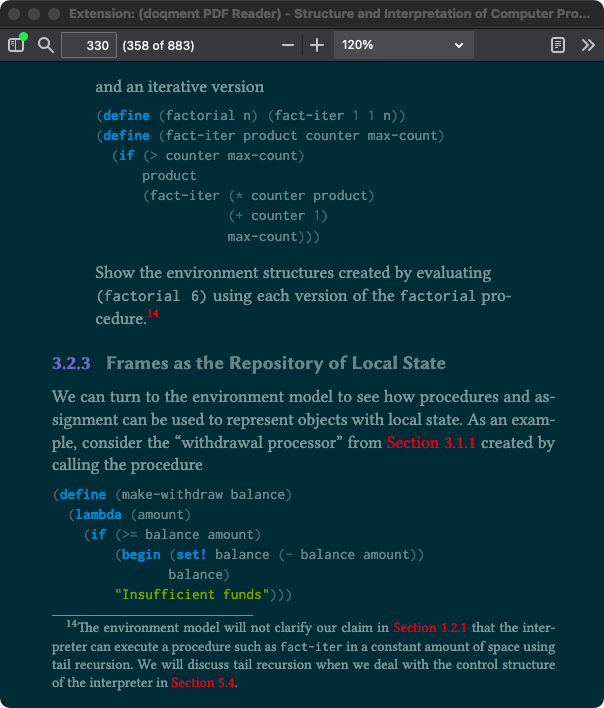 Extension: (doqment PDF Reader) - Structure and Interpretation of Computer Pro...
330 (358 of 883) 120%
and an iterative version
(define (factorial n) (fact-iter 1 1 n))
(define (fact-iter product counter max-count)
(if (> counter max-count)
product
(fact-iter (* counter product)
(+ counter 1)
max-count)))
Show the environment structures created by evaluating
(factorial 6) using each version of the factorial pro-
cedure.14
3.2.3 Frames as the Repository of Local State
We can turn to the environment model to see how procedures and as-
signment can be used to represent objects with local state. As an exam-
ple, consider the “withdrawal processor” from Section 3.1.1 created by
calling the procedure
(define (make-withdraw balance)
(lambda (amount)
(if (>= balance amount)
(begin (set! balance (- balance amount))
balance)
"Insufficient funds")))
14The environment model will not clarify our claim in Section 1.2.1 that the inter-
preter can execute a procedure such as fact-iter in a constant amount of space using
tail recursion. We will discuss tail recursion when we deal with the control structure
of the interpreter in Section 5.4.